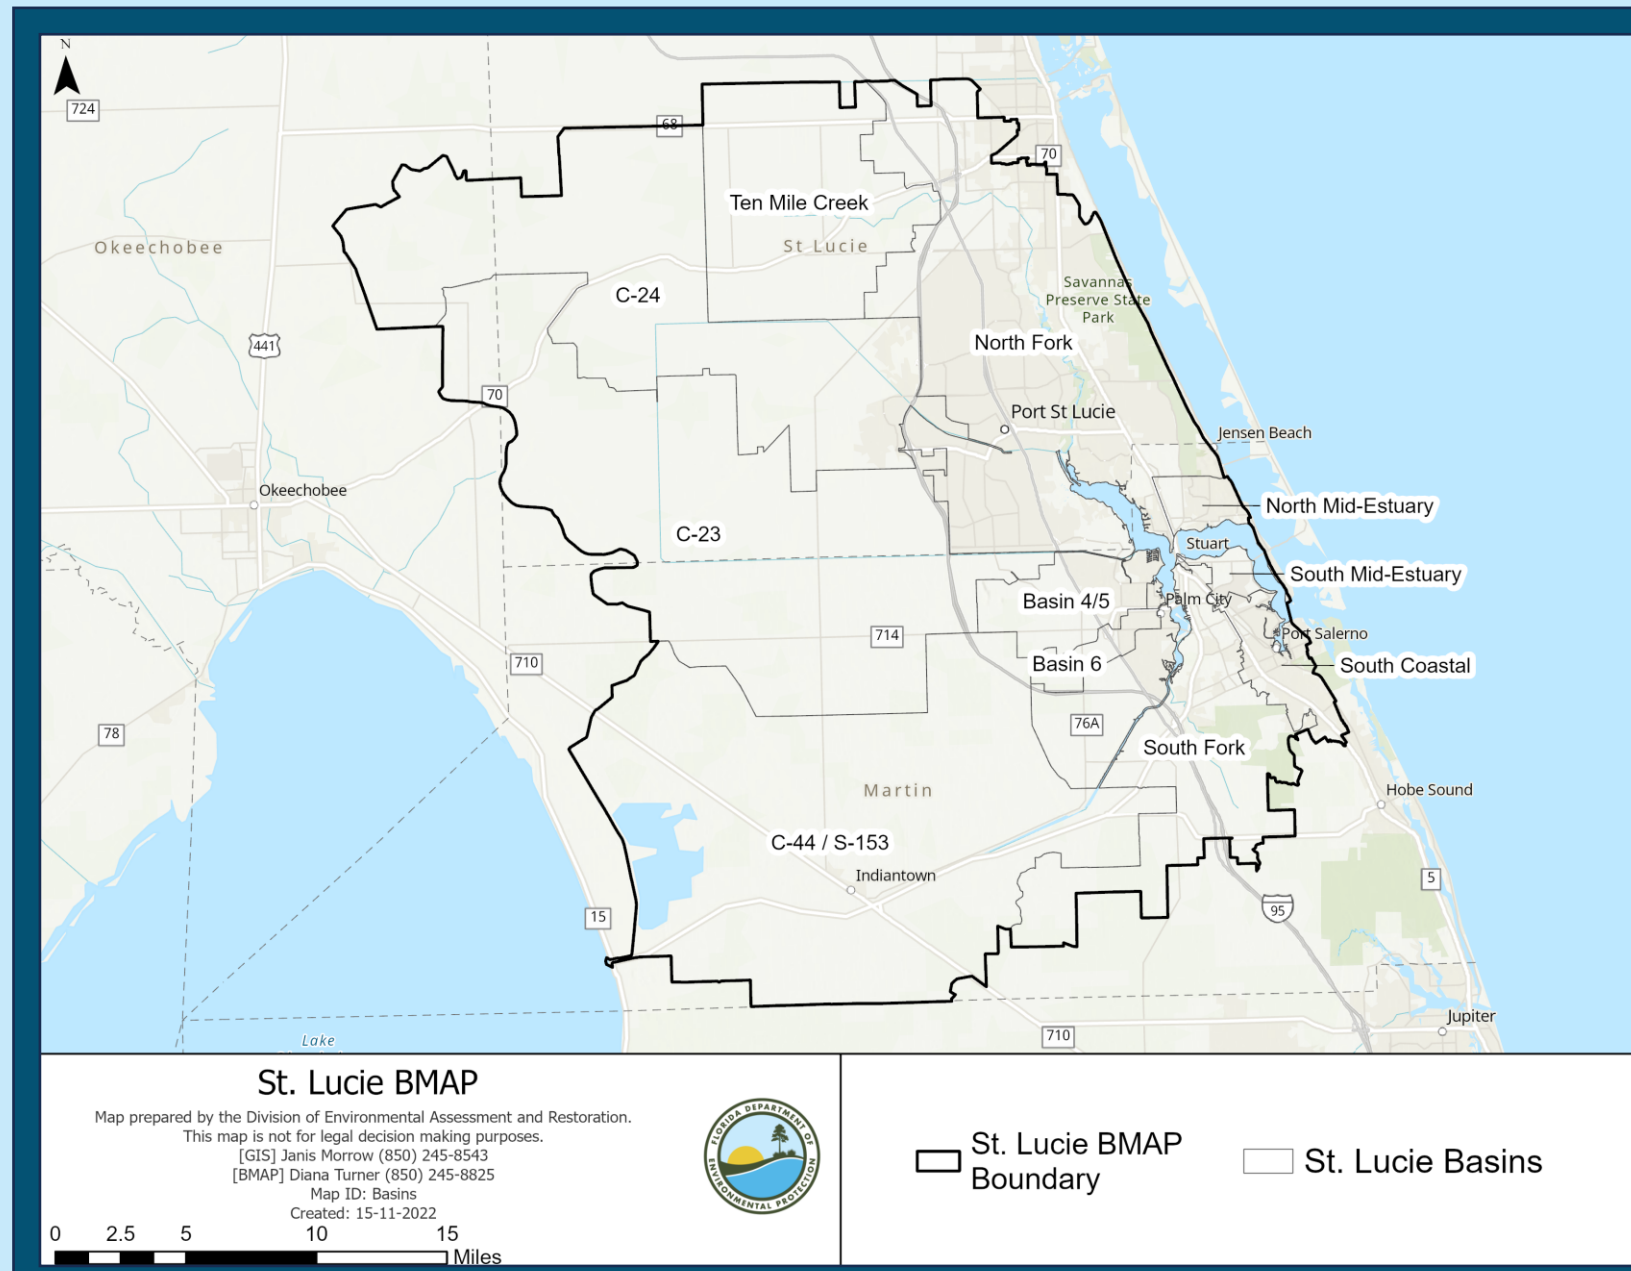 N
724
68
70
Ten Mile Creek
St Lucie
Okeechobee
C-24
Savannas
Preserve State
Park
441
North Fork
70
Port St Lucie
Jensen Beach
Okeechobee
North Mid-Estuary
C-23
Stuart
South Mid-Estuary
Basin 4/5
Palm City
714
Port Salerno
710
Basin 6
South Coastal
78
76A
South Fork
Martin
Hobe Sound
C-44 / S-153
Indiantown
5
15
95
Jupiter
710
Lake
St. Lucie BMAP
Map prepared by the Division of Environmental Assessment and Restoration.
This map is not for legal decision making purposes.
[GIS] Janis Morrow (850) 245-8543
[BMAP] Diana Turner (850) 245-8825
Map ID: Basins
Created: 15-11-2022
0 2.5 5 10 15
Miles
FLORIDA DEPARTMENT OF
ENVIRONMENTAL PROTECTION
St. Lucie BMAP
Boundary
St. Lucie Basins